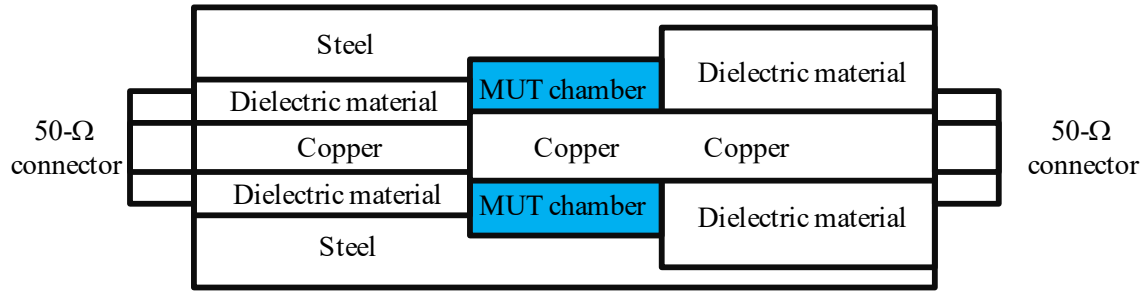 Steel
Dielectric material
MUT chamber
Dielectric material
50-Ω
connector
Copper
Copper
Copper
50-Ω
connector
Dielectric material
MUT chamber
Dielectric material
Steel